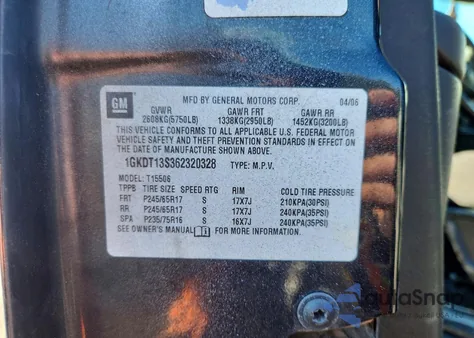 GM
MFD BY GENERAL MOTORS CORP. 04/06
GVWR GAWR FRT GAWR RR
2608KG(5750LB) 1338KG(2950LB) 1452KG(3200LB)
THIS VEHICLE CONFORMS TO ALL APPLICABLE U.S. FEDERAL MOTOR
VEHICLE SAFETY AND THEFT PREVENTION STANDARDS IN EFFECT
ON THE DATE OF MANUFACTURE SHOWN ABOVE.
1GKDT13S362320328 TYPE: M.P.V.
MODEL: T15506
TPPB TIRE SIZE SPEED RTG RIM COLD TIRE PRESSURE
FRT P245/65R17 S 17X7J 210KPA(30PSI)
RR P245/65R17 S 17X7J 240KPA(35PSI)
SPA P235/75R16 S 16X7J 240KPA(35PSI)
SEE OWNER'S MANUAL FOR MORE INFORMATION.